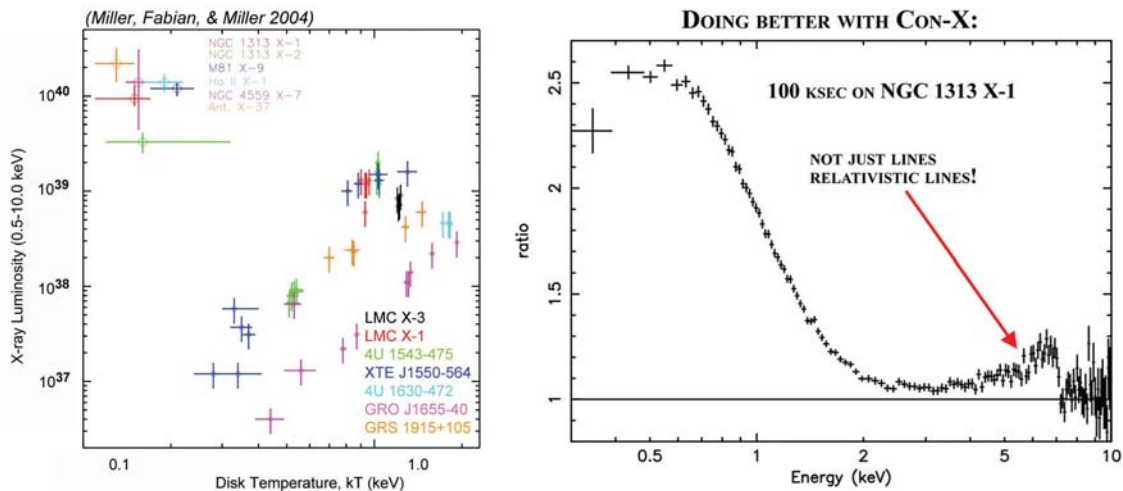 (Miller, Fabian, & Miller 2004)
NGC 1313 X-1
NGC 1313 X-2
M81 X-9
Ho II X-1
NGC 4559 X-7
Ant. X-37
X-ray Luminosity (0.5-10.0 keV)
10^40
10^39
10^38
10^37
LMC X-3
LMC X-1
4U 1543-475
XTE J1550-564
4U 1630-472
GRO J1655-40
GRS 1915+105
0.1
1.0
Disk Temperature, kT (keV)
DOING BETTER WITH CON-X:
100 KSEC ON NGC 1313 X-1
NOT JUST LINES
RELATIVISTIC LINES!
ratio
2.5
2
1.5
1
0.5
1
2
5
10
Energy (keV)